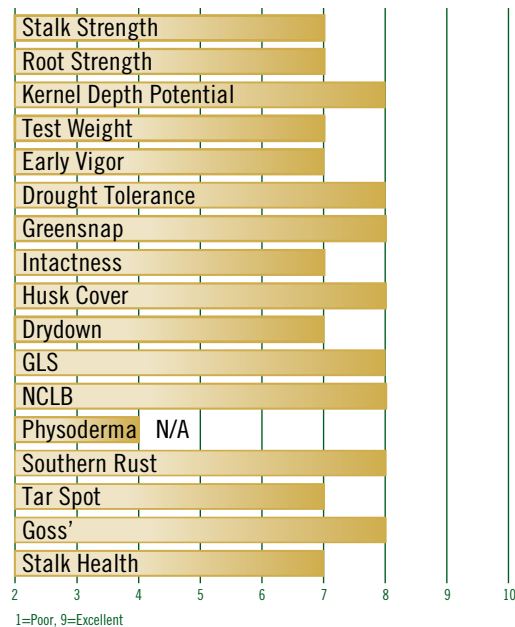 Stalk Strength
Root Strength
Kernel Depth Potential
Test Weight
Early Vigor
Drought Tolerance
Greensnap
Intactness
Husk Cover
Drydown
GLS
NCLB
Physoderma N/A
Southern Rust
Tar Spot
Goss’
Stalk Health
2 3 4 5 6 7 8 9 10
1=Poor, 9=Excellent